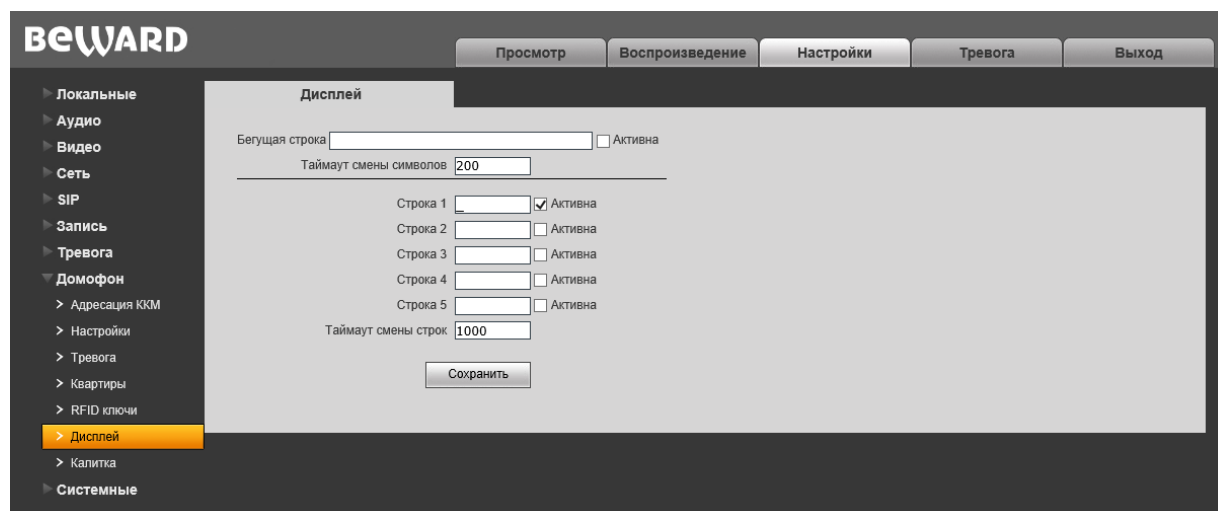 BEWARD
Просмотр Воспроизведение Настройки Тревога Выход
Локальные
Аудио
Видео
Сеть
SIP
Запись
Тревога
Домофон
> Адресация ККМ
> Настройки
> Тревога
> Квартиры
> RFID ключи
> Дисплей
> Калитка
Системные
Дисплей
Бегущая строка Активна
Таймаут смены символов 200
Строка 1 _ Активна
Строка 2 Активна
Строка 3 Активна
Строка 4 Активна
Строка 5 Активна
Таймаут смены строк 1000
Сохранить